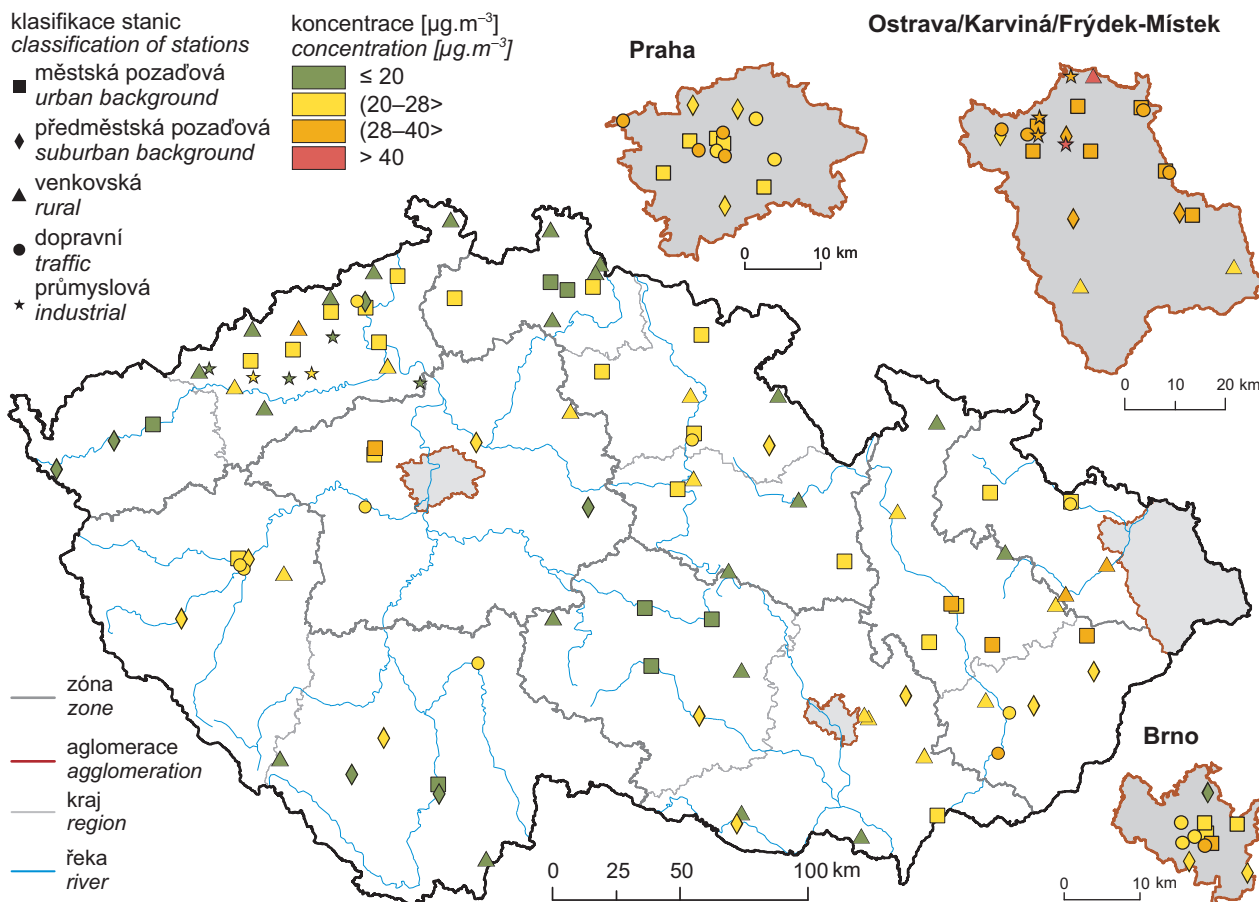 klasifikace stanic
classification of stations
městská pozaďová
urban background
předměstská pozaďová
suburban background
venkovská
rural
dopravní
traffic
průmyslová
industrial
koncentrace [µg.m⁻³]
concentration [µg.m⁻³]
≤ 20
(20–28>
(28–40>
> 40
Praha
0 10 km
Ostrava/Karviná/Frýdek-Místek
0 10 20 km
zóna
zone
aglomerace
agglomeration
kraj
region
řeka
river
0 25 50 100 km
Brno
0 10 km